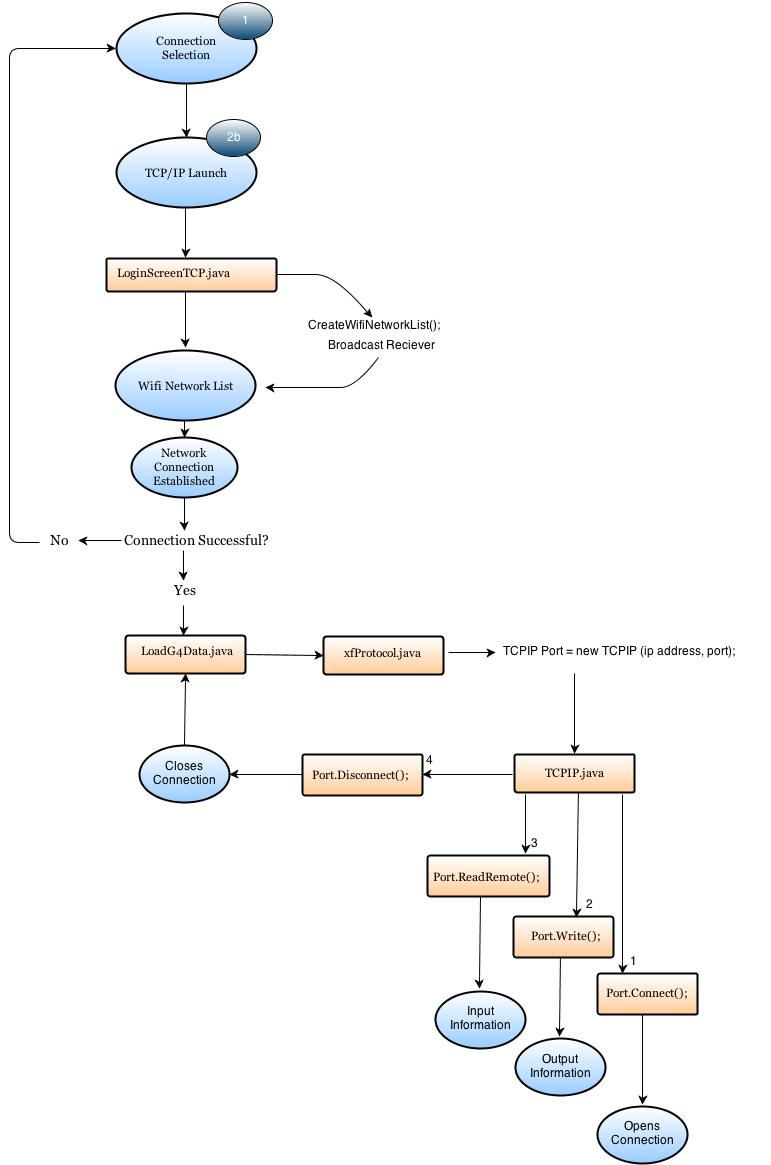 1
Connection
Selection
2b
TCP/IP Launch
LoginScreenTCP.java
CreateWifiNetworkList();
Broadcast Reciever
Wifi Network List
Network
Connection
Established
No
Connection Successful?
Yes
LoadG4Data.java
xfProtocol.java
TCPIP Port = new TCPIP (ip address, port);
Closes
Connection
Port.Disconnect();
4
TCPIP.java
3
Port.ReadRemote();
2
Port.Write();
1
Port.Connect();
Input
Information
Output
Information
Opens
Connection